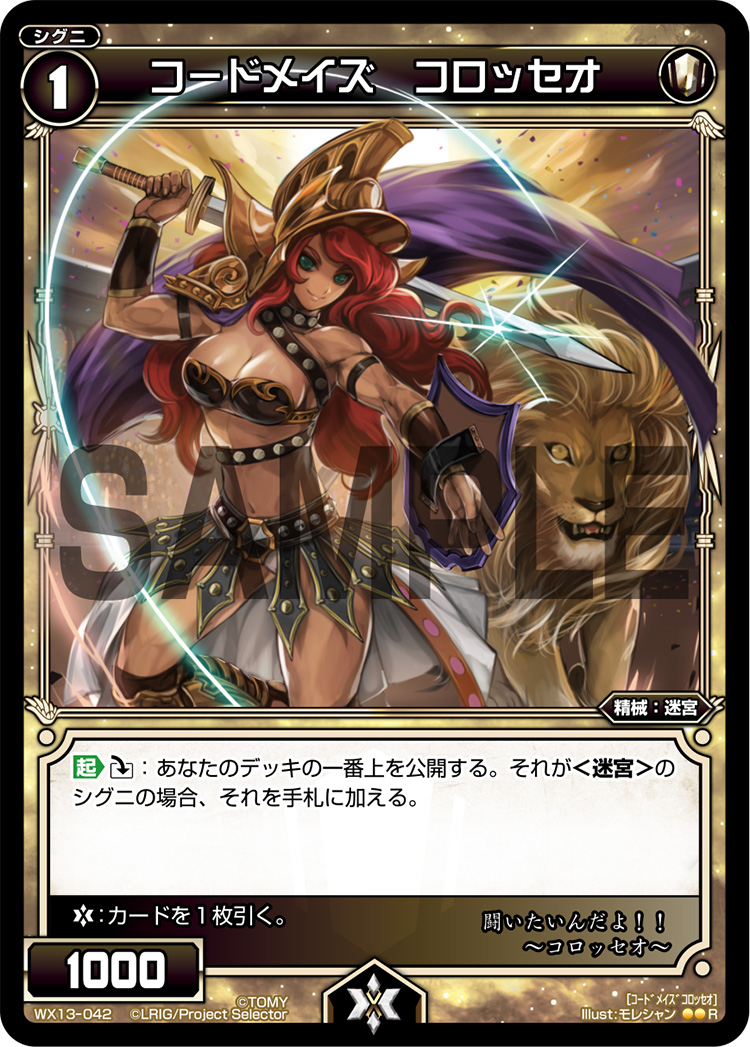 シグニ
1
コードメイズ　コロッセオ
SAMPLE
精械：迷宮
起：あなたのデッキの一番上を公開する。それが＜迷宮＞の
シグニの場合、それを手札に加える。
：カードを１枚引く。
闘いたいんだよ！！
～コロッセオ～
1000
©TOMY
WX13-042 ©LRIG/Project Selector
[コードメイズコロッセオ]
Illust:モレシャン R